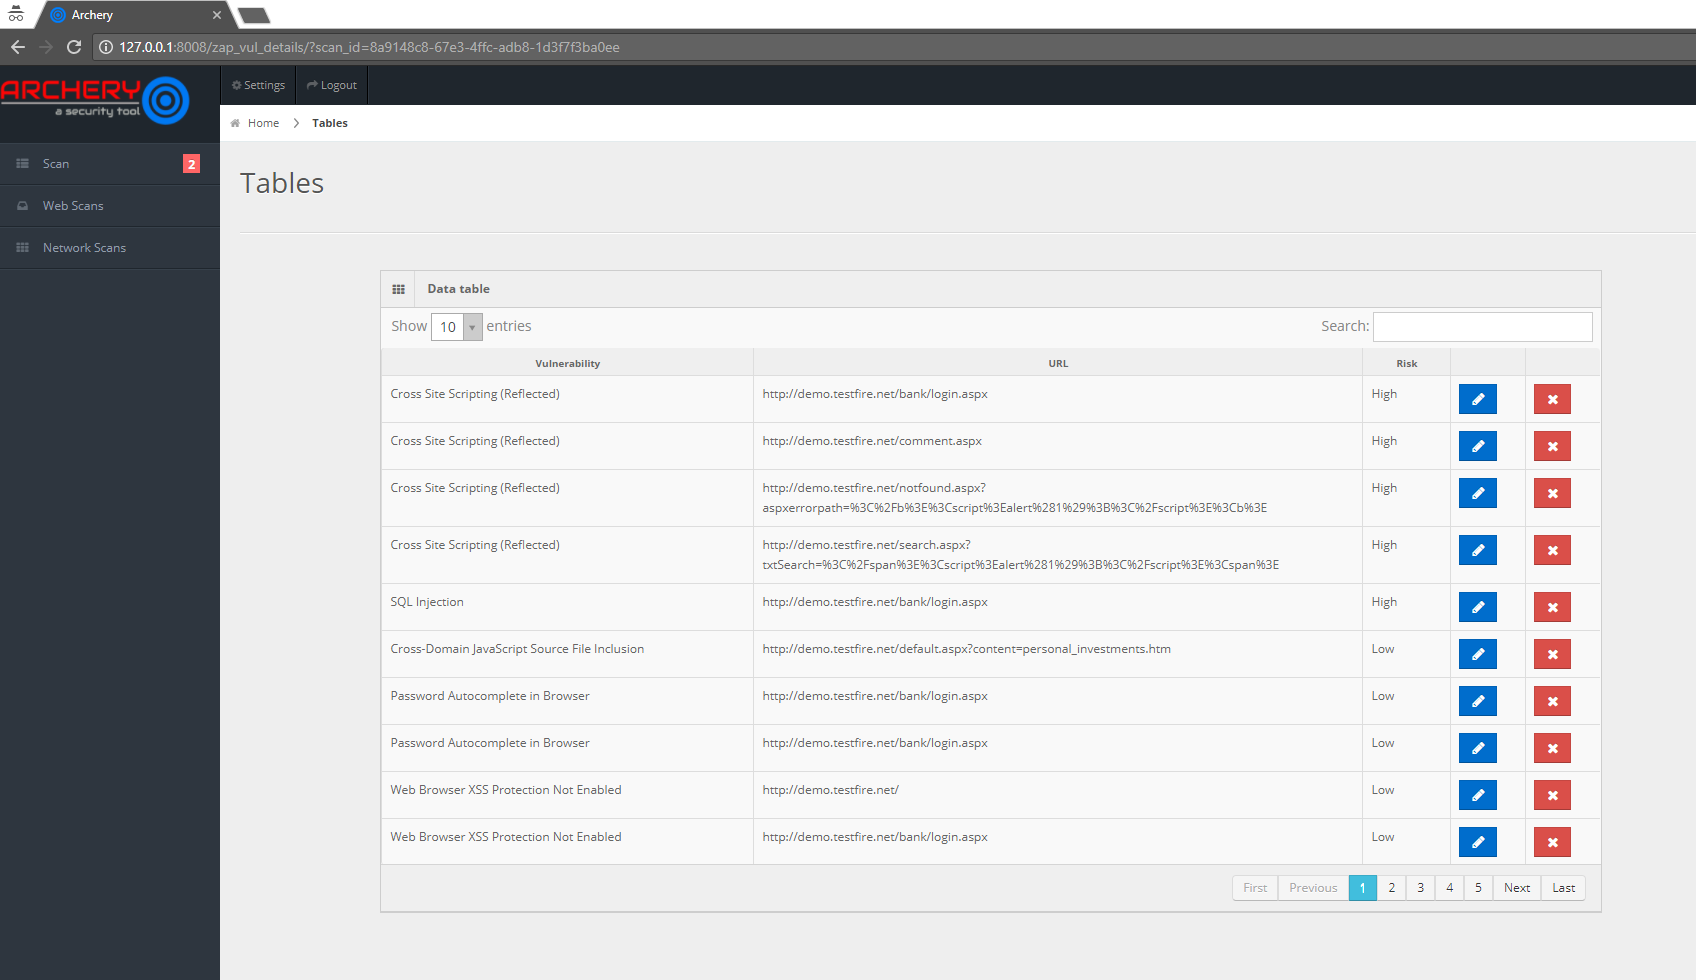 Archery
127.0.0.1:8008/zap_vul_details/?scan_id=8a9148c8-67e3-4ffc-adb8-1d3f7f3ba0ee
ARCHERY
a security tool
Settings
Logout
Home
Tables
Scan
2
Web Scans
Network Scans
Tables
Data table
Show 10 entries
Search:
Vulnerability URL Risk
Cross Site Scripting (Reflected) http://demo.testfire.net/bank/login.aspx High
Cross Site Scripting (Reflected) http://demo.testfire.net/comment.aspx High
Cross Site Scripting (Reflected) http://demo.testfire.net/notfound.aspx? High
aspxerrorpath=%3C%2Fb%3E%3Cscript%3Ealert%281%29%3B%3C%2Fscript%3E%3Cb%3E
Cross Site Scripting (Reflected) http://demo.testfire.net/search.aspx? High
txtSearch=%3C%2Fspan%3E%3Cscript%3Ealert%281%29%3B%3C%2Fscript%3E%3Cspan%3E
SQL Injection http://demo.testfire.net/bank/login.aspx High
Cross-Domain JavaScript Source File Inclusion http://demo.testfire.net/default.aspx?content=personal_investments.htm Low
Password Autocomplete in Browser http://demo.testfire.net/bank/login.aspx Low
Password Autocomplete in Browser http://demo.testfire.net/bank/login.aspx Low
Web Browser XSS Protection Not Enabled http://demo.testfire.net/ Low
Web Browser XSS Protection Not Enabled http://demo.testfire.net/bank/login.aspx Low
First Previous 1 2 3 4 5 Next Last